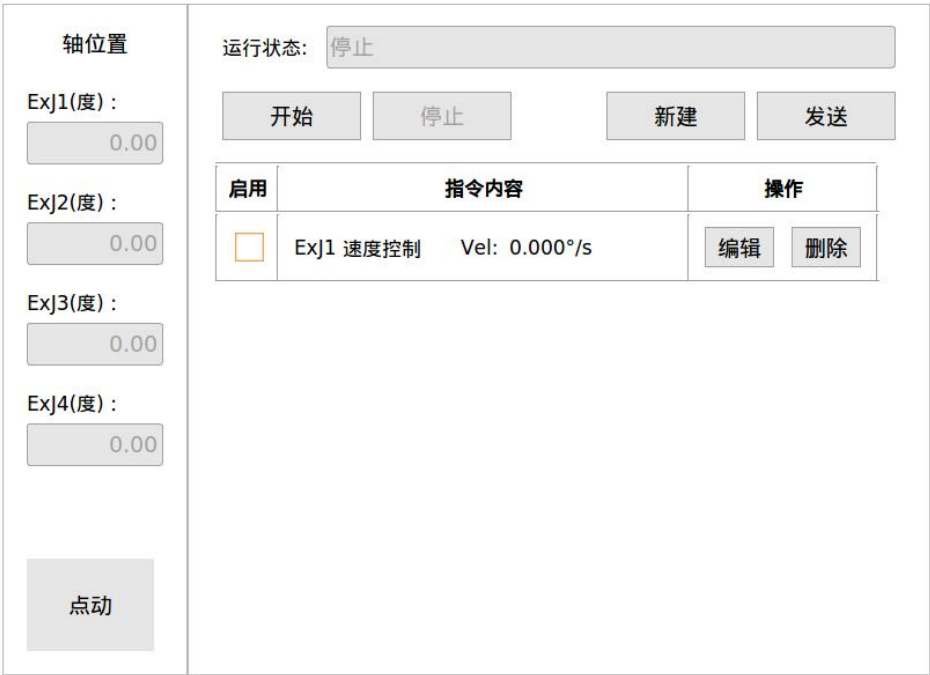 轴位置
ExJ1(度) :
0.00
ExJ2(度) :
0.00
ExJ3(度) :
0.00
ExJ4(度) :
0.00
点动
运行状态: 停止
开始 停止 新建 发送
启用 指令内容 操作
ExJ1 速度控制 Vel: 0.000°/s 编辑 删除